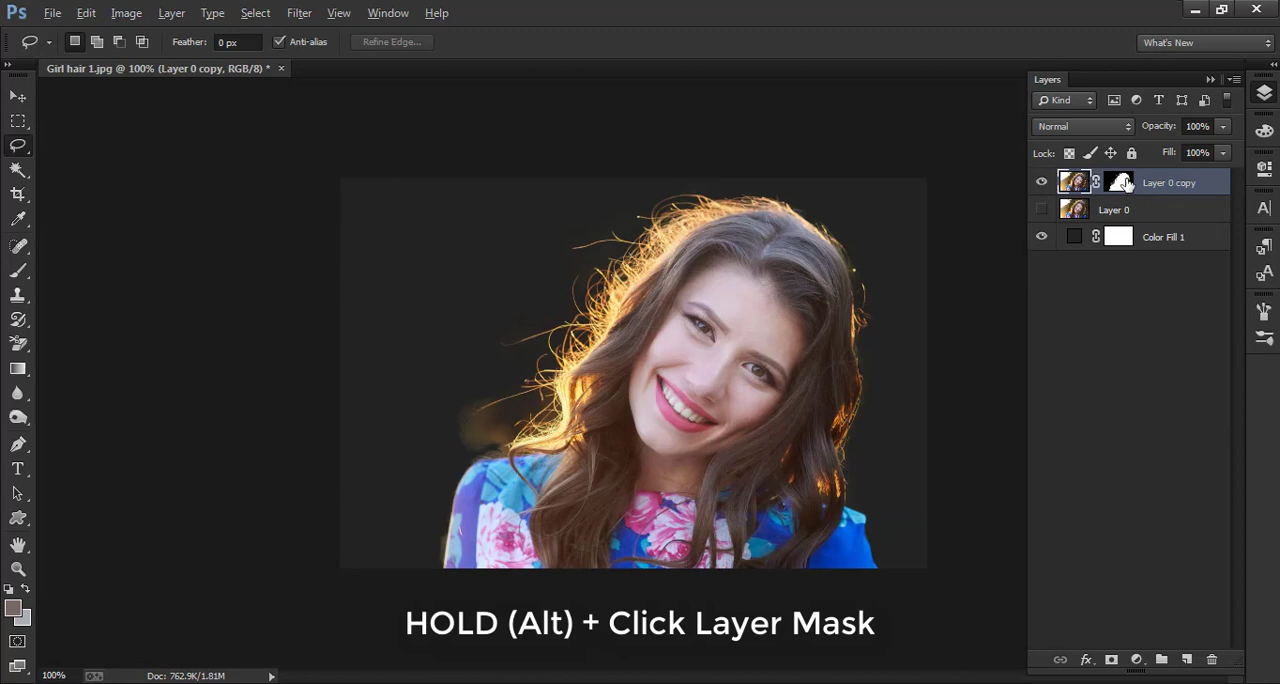 Ps File Edit Image Layer Type Select Filter View Window Help
Feather: 0 px Anti-alias Refine Edge... What's New
Girl hair 1.jpg @ 100% (Layer 0 copy, RGB/8) * ×
Layers
Kind
Normal Opacity: 100%
Lock: Fill: 100%
Layer 0 copy
Layer 0
Color Fill 1
HOLD (Alt) + Click Layer Mask
100% Doc: 762.9K/1.81M